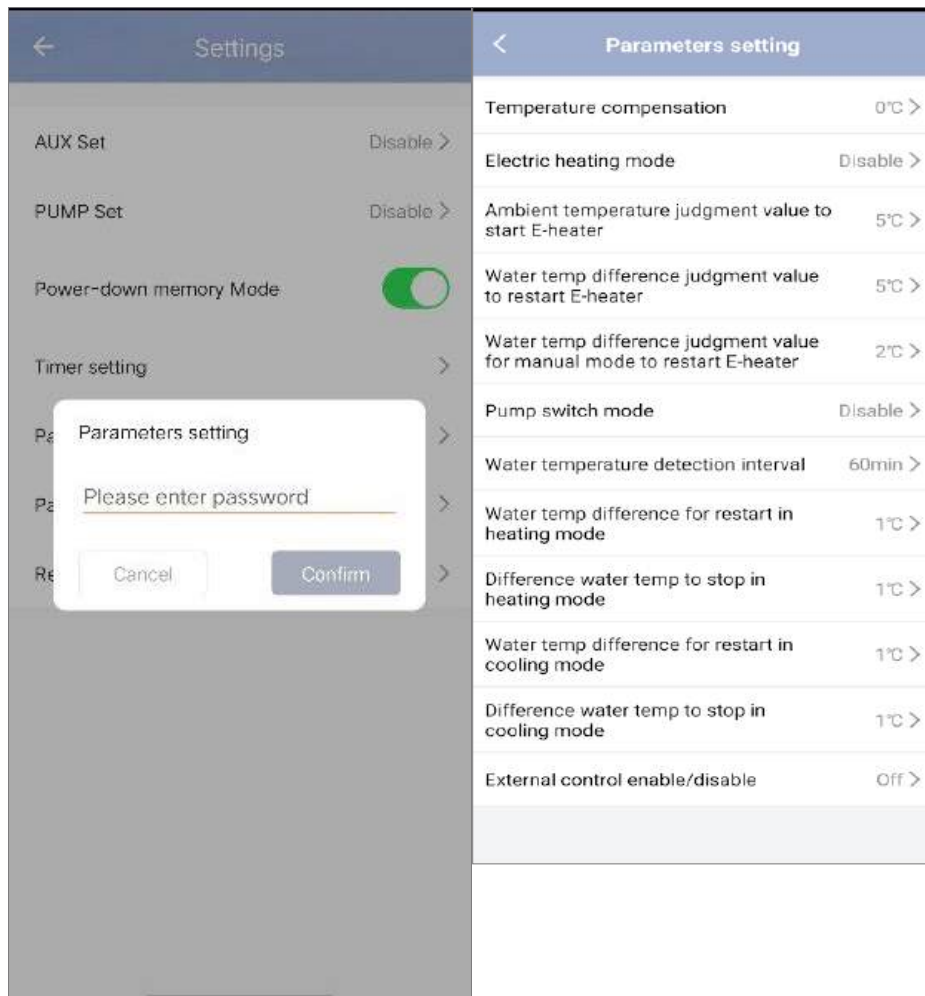 Settings
AUX Set
Disable
PUMP Set
Disable
Power-down memory Mode
Timer setting
Pa
Parameters setting
Pa
Please enter password
Re
Cancel
Confirm
Parameters setting
Temperature compensation
0℃
Electric heating mode
Disable
Ambient temperature judgment value to
start E-heater
5℃
Water temp difference judgment value
to restart E-heater
5℃
Water temp difference judgment value
for manual mode to restart E-heater
2℃
Pump switch mode
Disable
Water temperature detection interval
60min
Water temp difference for restart in
heating mode
1℃
Difference water temp to stop in
heating mode
1℃
Water temp difference for restart in
cooling mode
1℃
Difference water temp to stop in
cooling mode
1℃
External control enable/disable
Off